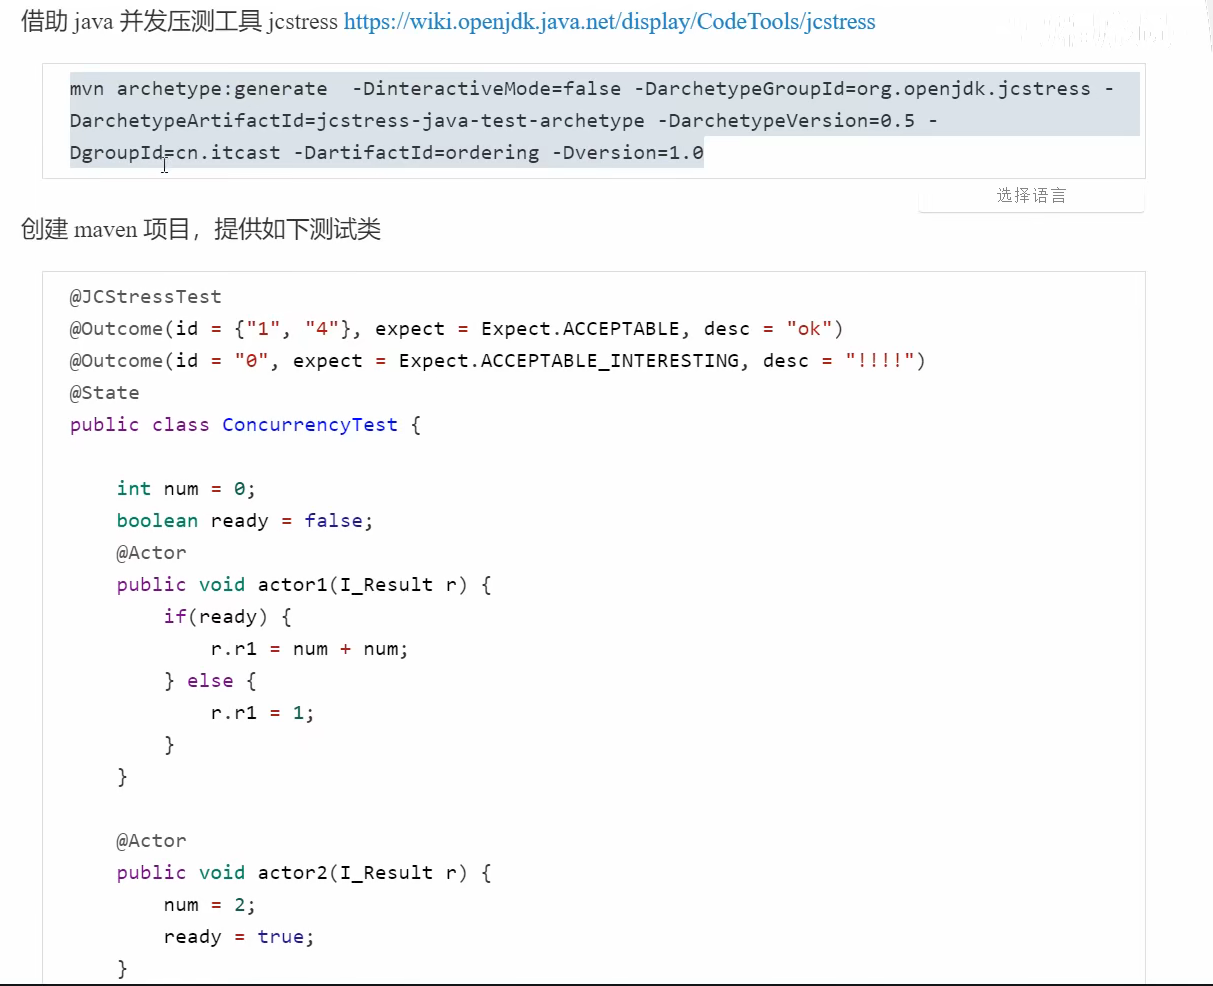 借助 java 并发压测工具 jcstress https://wiki.openjdk.java.net/display/CodeTools/jcstress
mvn archetype:generate  -DinteractiveMode=false -DarchetypeGroupId=org.openjdk.jcstress -
DarchetypeArtifactId=jcstress-java-test-archetype -DarchetypeVersion=0.5 -
DgroupId=cn.itcast -DartifactId=ordering -Dversion=1.0
选择语言
创建 maven 项目，提供如下测试类
@JCStressTest
@Outcome(id = {"1", "4"}, expect = Expect.ACCEPTABLE, desc = "ok")
@Outcome(id = "0", expect = Expect.ACCEPTABLE_INTERESTING, desc = "!!!!")
@State
public class ConcurrencyTest {
int num = 0;
boolean ready = false;
@Actor
public void actor1(I_Result r) {
if(ready) {
r.r1 = num + num;
} else {
r.r1 = 1;
}
}
@Actor
public void actor2(I_Result r) {
num = 2;
ready = true;
}